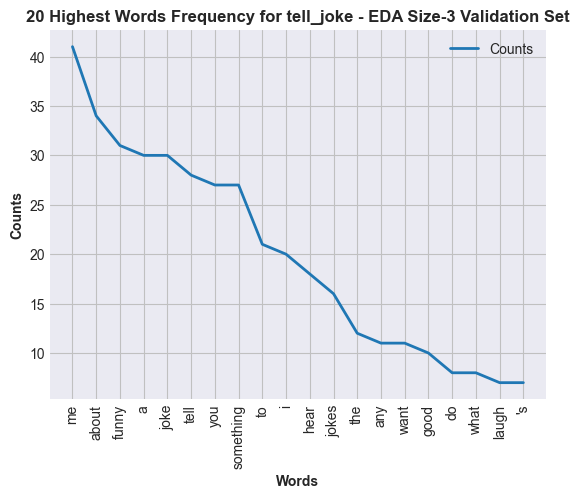 20 Highest Words Frequency for tell_joke - EDA Size-3 Validation Set
Counts
40
35
30
25
20
15
10
Counts
me
about
funny
a
joke
tell
you
something
to
i
hear
jokes
the
any
want
good
do
what
laugh
's
Words